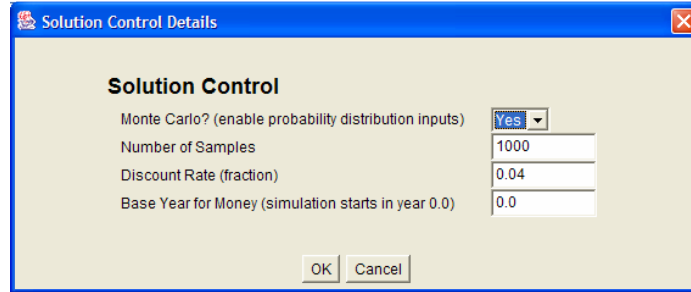 Solution Control Details
Solution Control
Monte Carlo? (enable probability distribution inputs) Yes
Number of Samples 1000
Discount Rate (fraction) 0.04
Base Year for Money (simulation starts in year 0.0) 0.0
OK Cancel